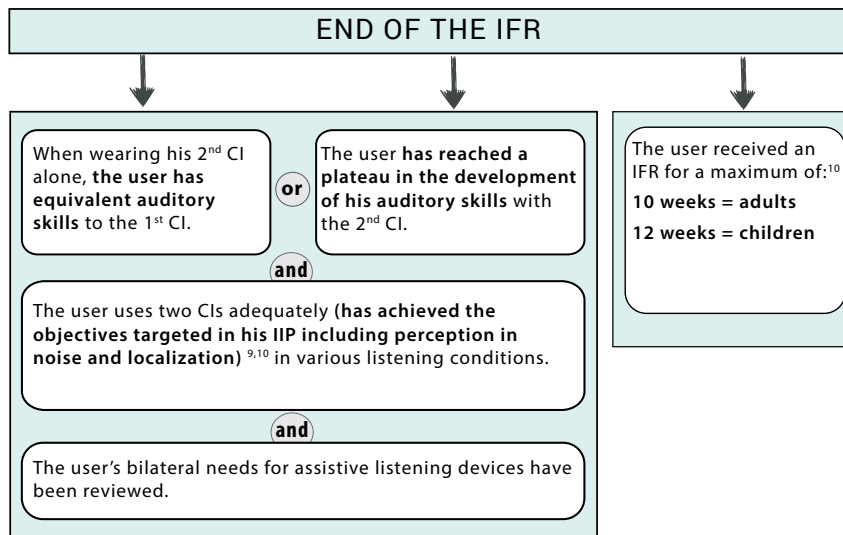 END OF THE IFR
When wearing his 2nd CI
alone, the user has
equivalent auditory
skills to the 1st CI.
or
The user has reached a
plateau in the development
of his auditory skills with
the 2nd CI.
and
The user uses two CIs adequately (has achieved the
objectives targeted in his IIP including perception in
noise and localization) 9,10 in various listening conditions.
and
The user’s bilateral needs for assistive listening devices have
been reviewed.
The user received an
IFR for a maximum of:10
10 weeks = adults
12 weeks = children